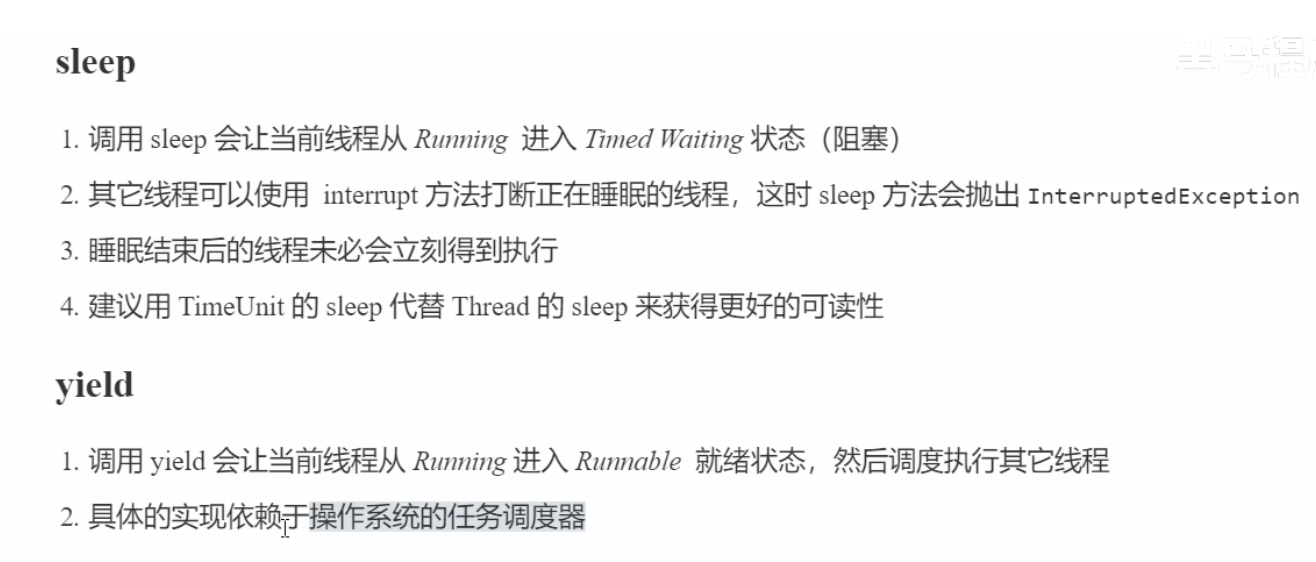 sleep
1. 调用 sleep 会让当前线程从 Running 进入 Timed Waiting 状态（阻塞）
2. 其它线程可以使用 interrupt 方法打断正在睡眠的线程，这时 sleep 方法会抛出 InterruptedException
3. 睡眠结束后的线程未必会立刻得到执行
4. 建议用 TimeUnit 的 sleep 代替 Thread 的 sleep 来获得更好的可读性
yield
1. 调用 yield 会让当前线程从 Running 进入 Runnable 就绪状态，然后调度执行其它线程
2. 具体的实现依赖于操作系统的任务调度器